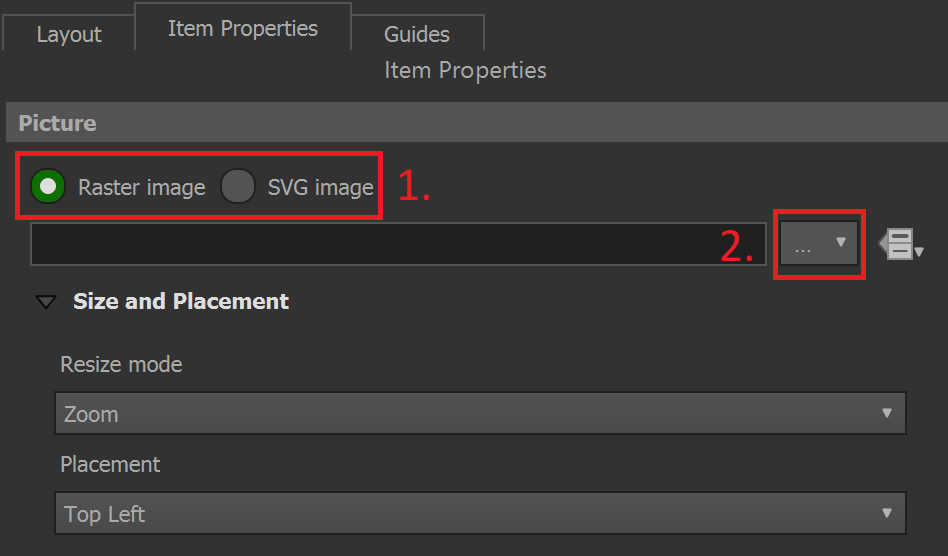 Layout Item Properties Guides
Item Properties
Picture
Raster image SVG image 1.
2. ...
Size and Placement
Resize mode
Zoom
Placement
Top Left